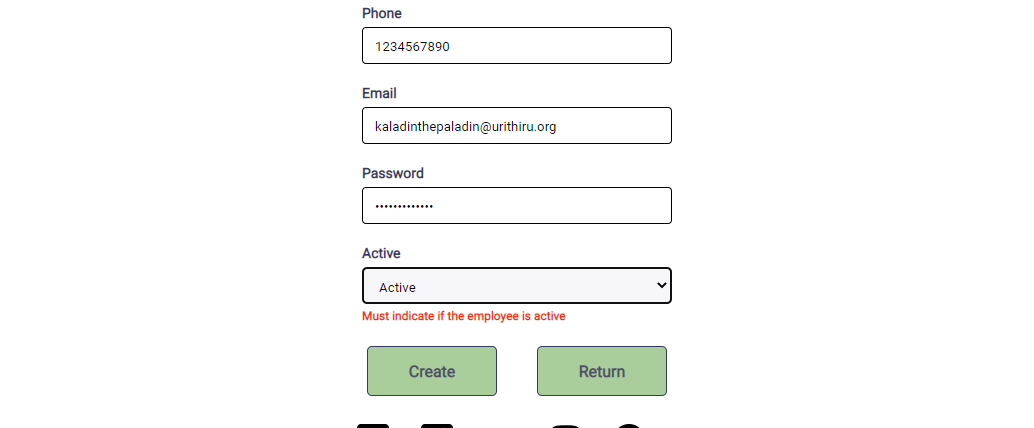 Phone
1234567890
Email
kaladinthepaladin@urithiru.org
Password
•••••••••••••
Active
Active
Must indicate if the employee is active
Create Return